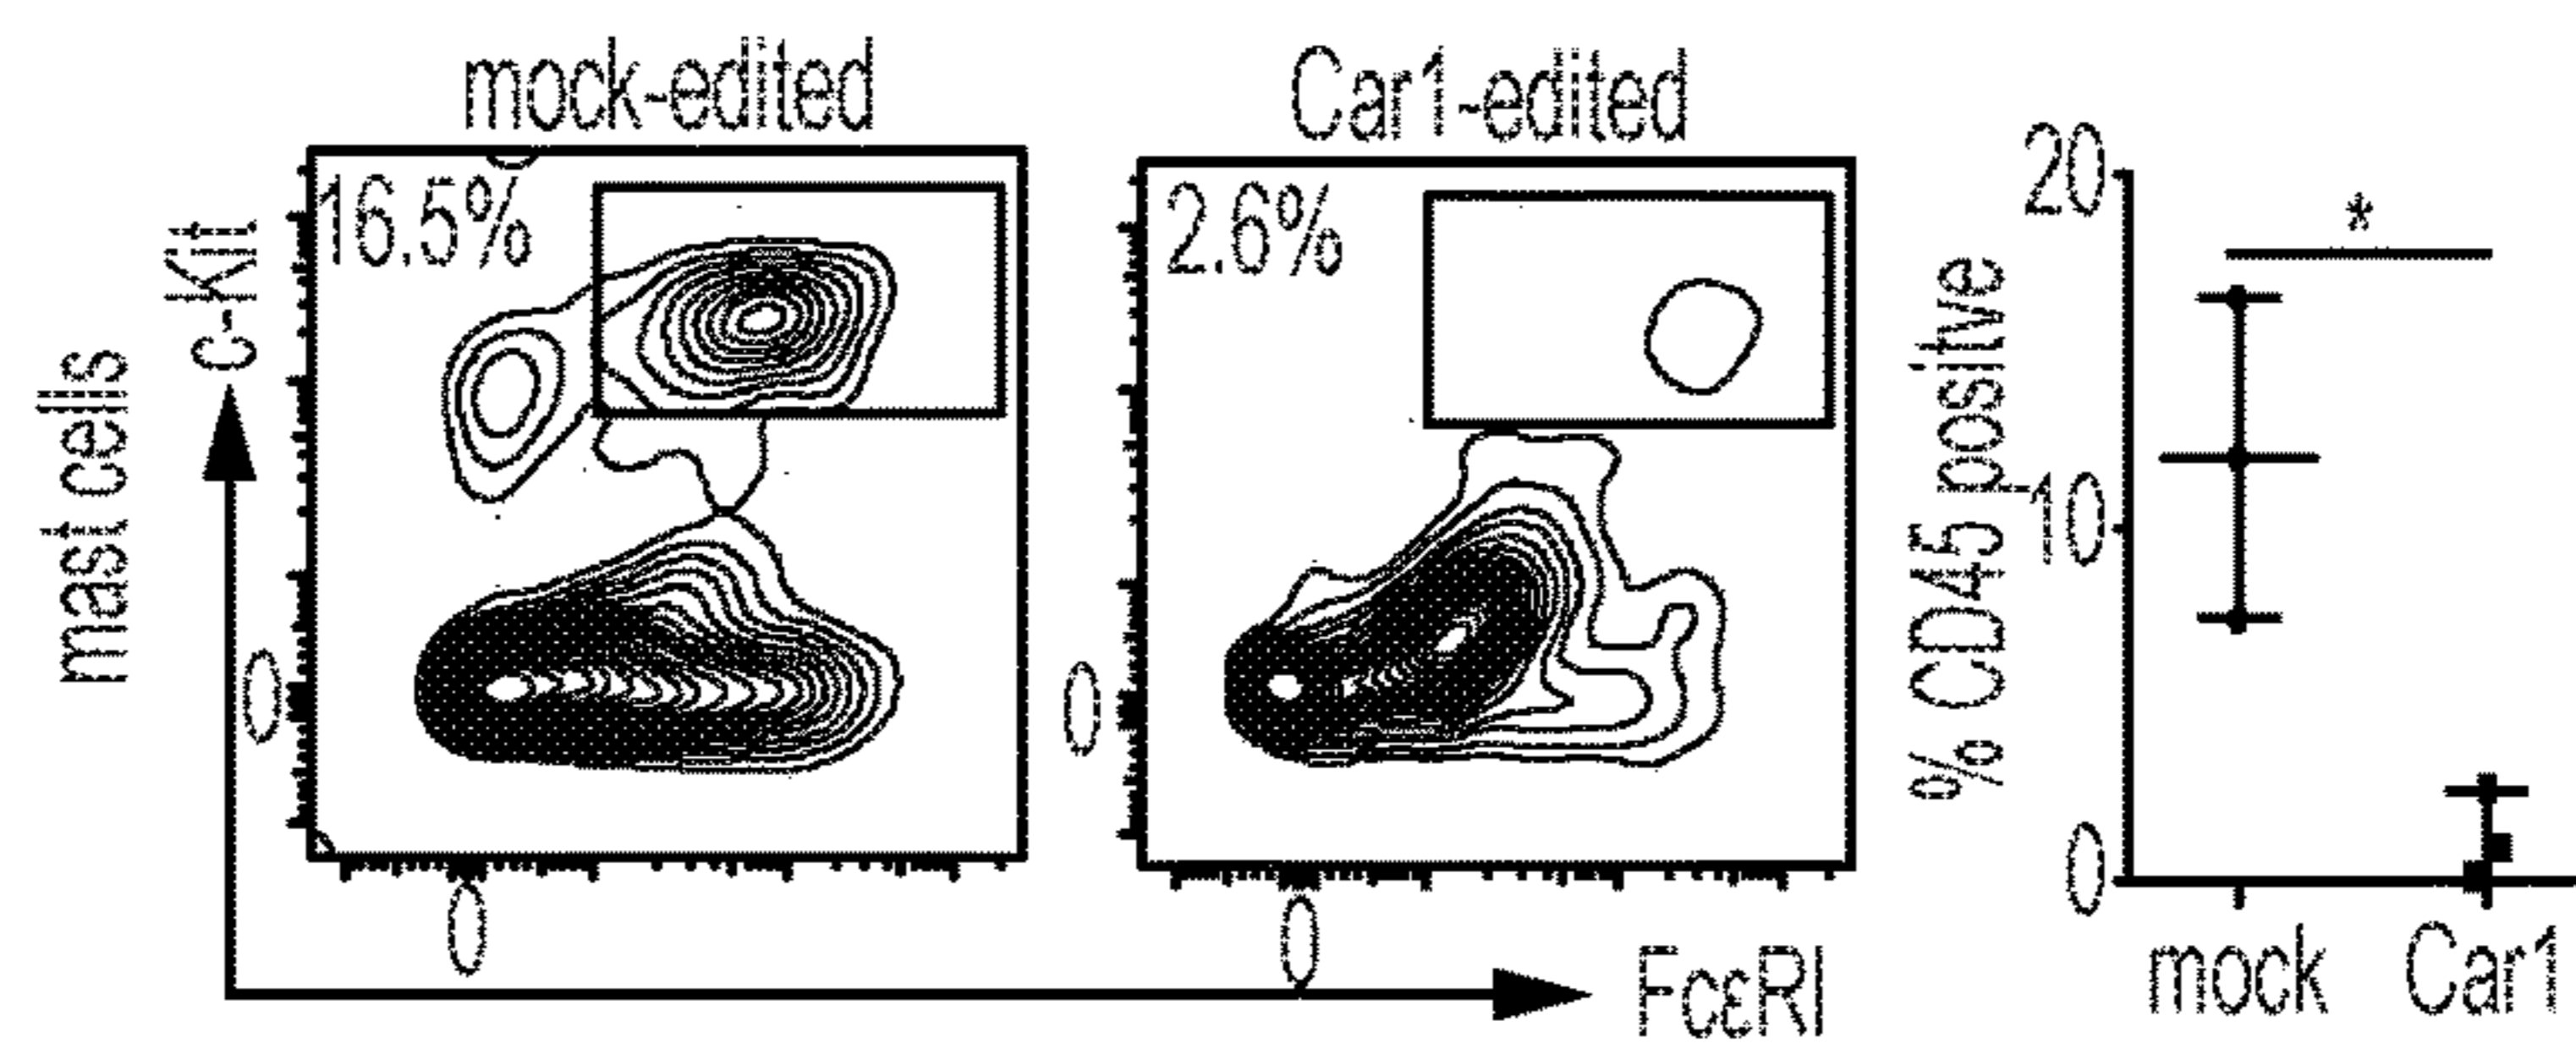 mock-edited
Car1-edited
16.5%
2.6%
mast cells
c-Kit
0
0
0
0
FcεRI
% CD45 positive
20
10
0
*
mock
Car1